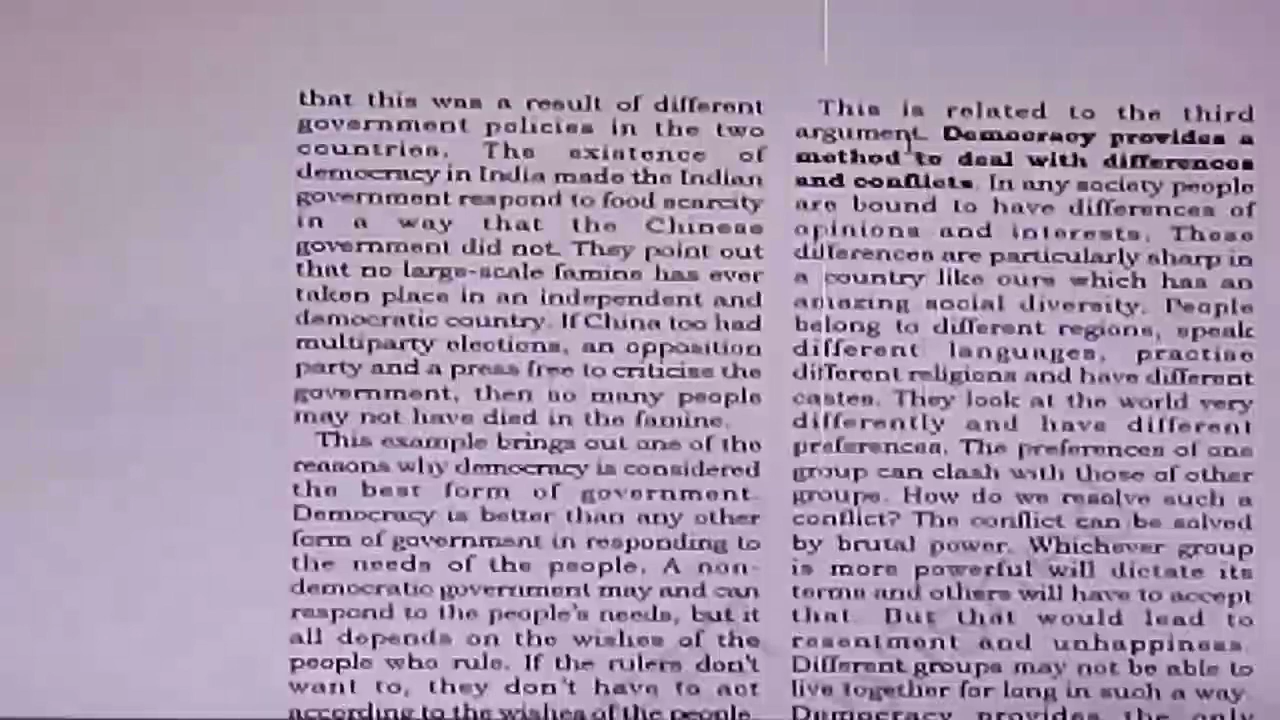 that this was a result of different
government policies in the two
countries. The existence of
democracy in India made the Indian
government respond to food scarcity
in a way that the Chinese
government did not. They point out
that no large-scale famine has ever
taken place in an independent and
democratic country. If China too had
multiparty elections, an opposition
party and a press free to criticise the
government, then so many people
may not have died in the famine.
This example brings out one of the
reasons why democracy is considered
the best form of government.
Democracy is better than any other
form of government in responding to
the needs of the people. A non-
democratic government may and can
respond to the people's needs, but it
all depends on the wishes of the
people who rule. If the rulers don't
want to, they don't have to act
according to the wishes of the people.
This is related to the third
argument. Democracy provides a
method to deal with differences
and conflicts. In any society people
are bound to have differences of
opinions and interests. These
differences are particularly sharp in
a country like ours which has an
amazing social diversity. People
belong to different regions, speak
different languages, practise
different religions and have different
castes. They look at the world very
differently and have different
preferences. The preferences of one
group can clash with those of other
groups. How do we resolve such a
conflict? The conflict can be solved
by brutal power. Whichever group
is more powerful will dictate its
terms and others will have to accept
that. But that would lead to
resentment and unhappiness.
Different groups may not be able to
live together for long in such a way.
Democracy provides the only